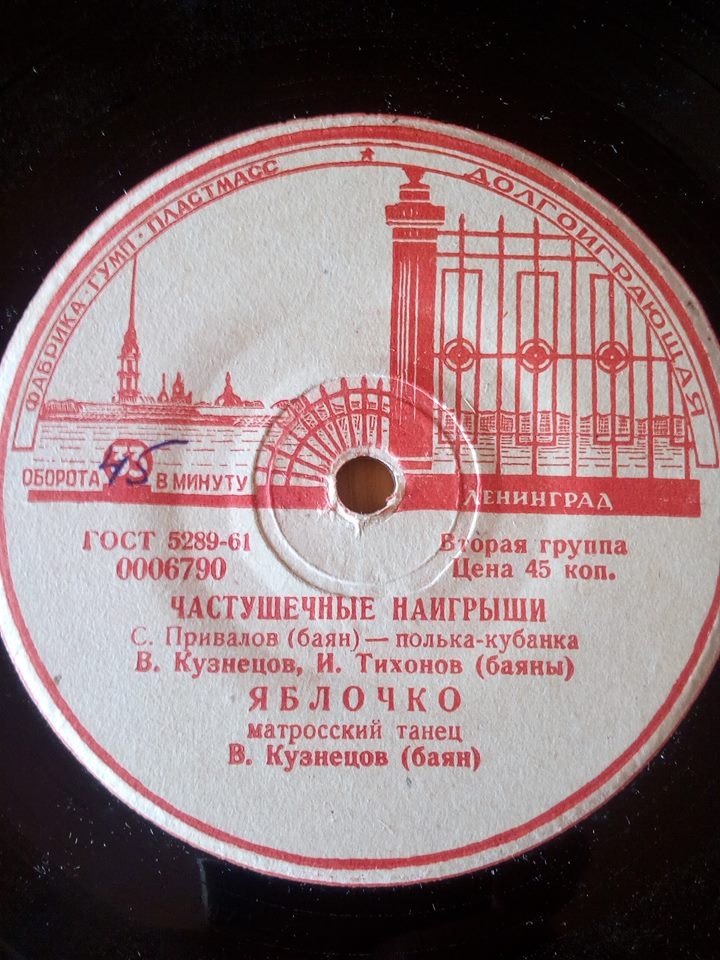 ФАБРИКА · ГУМП · ПЛАСТМАСС
ДОЛГОИГРАЮЩАЯ
ОБОРОТА 45 В МИНУТУ
ЛЕНИНГРАД
ГОСТ 5289-61
0006790
Вторая группа
Цена 45 коп.
ЧАСТУШЕЧНЫЕ НАИГРЫШИ
С. Привалов (баян) — полька-кубанка
В. Кузнецов, И. Тихонов (баяны)
ЯБЛОЧКО
матросский танец
В. Кузнецов (баян)